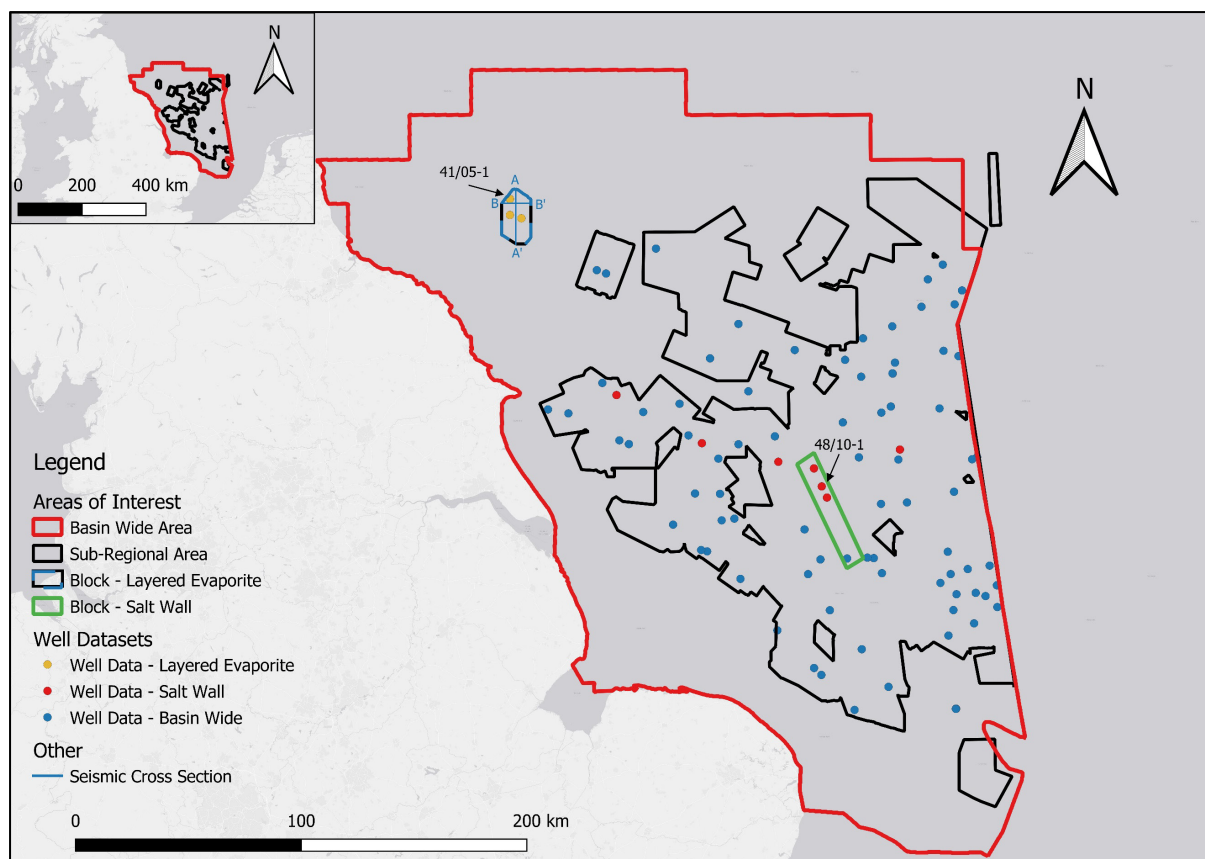 N
0 200 400 km
N
41/05-1
A
B
B'
A'
48/10-1
Legend
Areas of Interest
Basin Wide Area
Sub-Regional Area
Block - Layered Evaporite
Block - Salt Wall
Well Datasets
Well Data - Layered Evaporite
Well Data - Salt Wall
Well Data - Basin Wide
Other
Seismic Cross Section
0 100 200 km